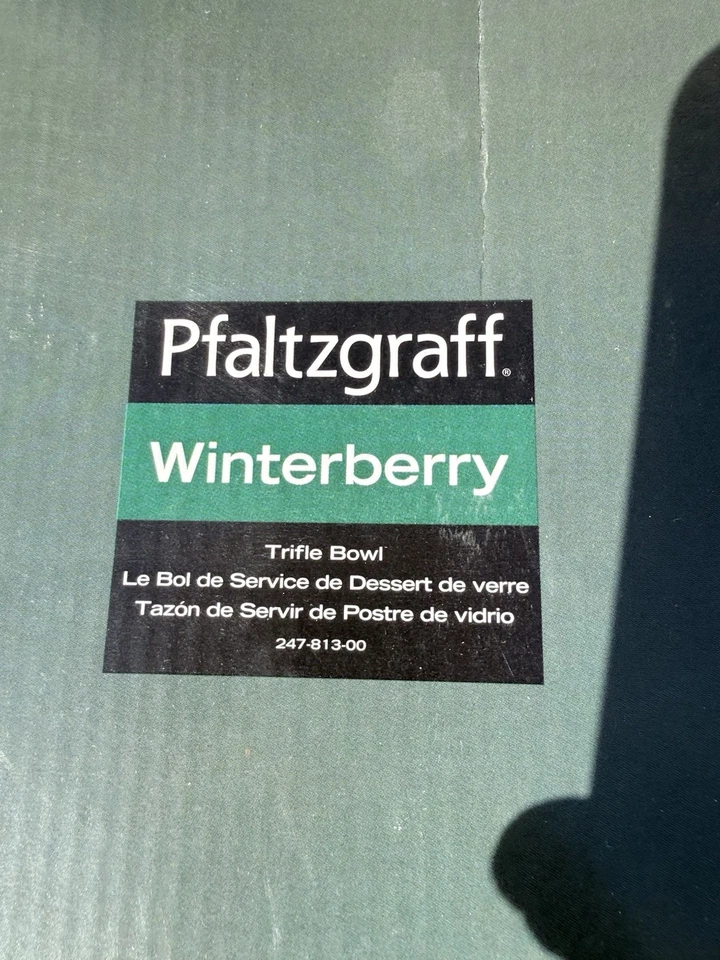 Pfaltzgraff®
Winterberry
Trifle Bowl
Le Bol de Service de Dessert de verre
Tazón de Servir de Postre de vidrio
247-813-00